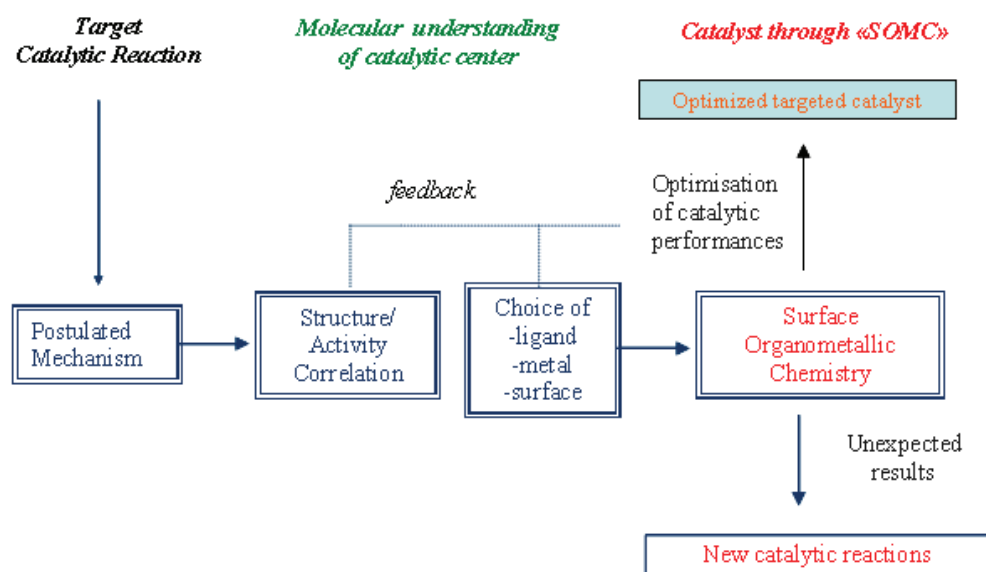 Target
Catalytic Reaction
Molecular understanding
of catalytic center
Catalyst through «SOMC»
Optimized targeted catalyst
feedback
Optimisation
of catalytic
performances
Postulated
Mechanism
Structure/
Activity
Correlation
Choice of
-ligand
-metal
-surface
Surface
Organometallic
Chemistry
Unexpected
results
New catalytic reactions